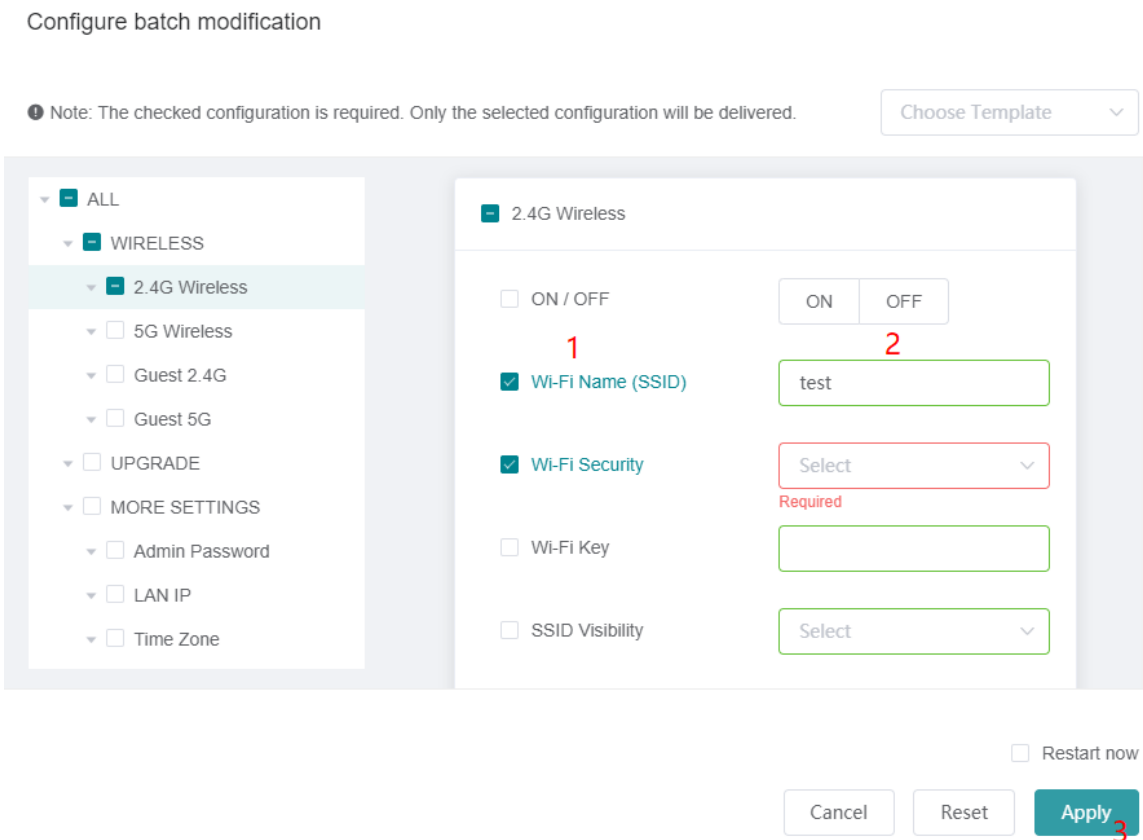 Configure batch modification
Note: The checked configuration is required. Only the selected configuration will be delivered.
Choose Template
ALL
WIRELESS
2.4G Wireless
5G Wireless
Guest 2.4G
Guest 5G
UPGRADE
MORE SETTINGS
Admin Password
LAN IP
Time Zone
2.4G Wireless
ON / OFF
ON
OFF
1
2
Wi-Fi Name (SSID)
test
Wi-Fi Security
Select
Required
Wi-Fi Key
SSID Visibility
Select
Restart now
Cancel
Reset
Apply
3